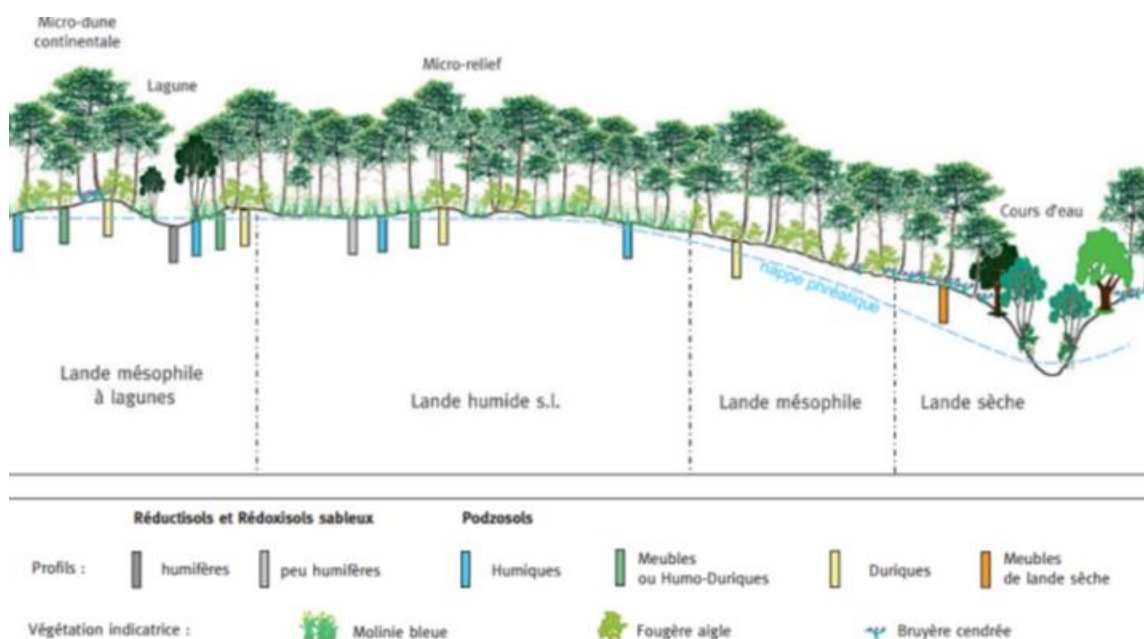 Micro-dune
continentale
Lagune
Micro-relief
Cours d'eau
nappe phréatique
Lande mésophile
à lagunes
Lande humide s.l.
Lande mésophile
Lande sèche
Réductisols et Rédoxisols sableux
Podzosols
Profils :
humifères
peu humifères
Humiques
Meubles
ou Humo-Duriques
Duriques
Meubles
de lande sèche
Végétation indicatrice :
Molinie bleue
Fougère aigle
Bruyère cendrée